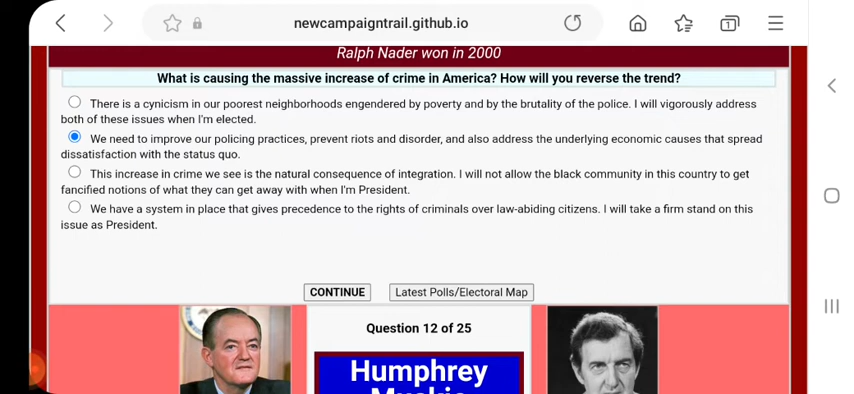 newcampaigntrail.github.io
1
Ralph Nader won in 2000
What is causing the massive increase of crime in America? How will you reverse the trend?
There is a cynicism in our poorest neighborhoods engendered by poverty and by the brutality of the police. I will vigorously address
both of these issues when I'm elected.
We need to improve our policing practices, prevent riots and disorder, and also address the underlying economic causes that spread
dissatisfaction with the status quo.
This increase in crime we see is the natural consequence of integration. I will not allow the black community in this country to get
fancified notions of what they can get away with when I'm President.
We have a system in place that gives precedence to the rights of criminals over law-abiding citizens. I will take a firm stand on this
issue as President.
CONTINUE
Latest Polls/Electoral Map
Question 12 of 25
Humphrey
Muskie